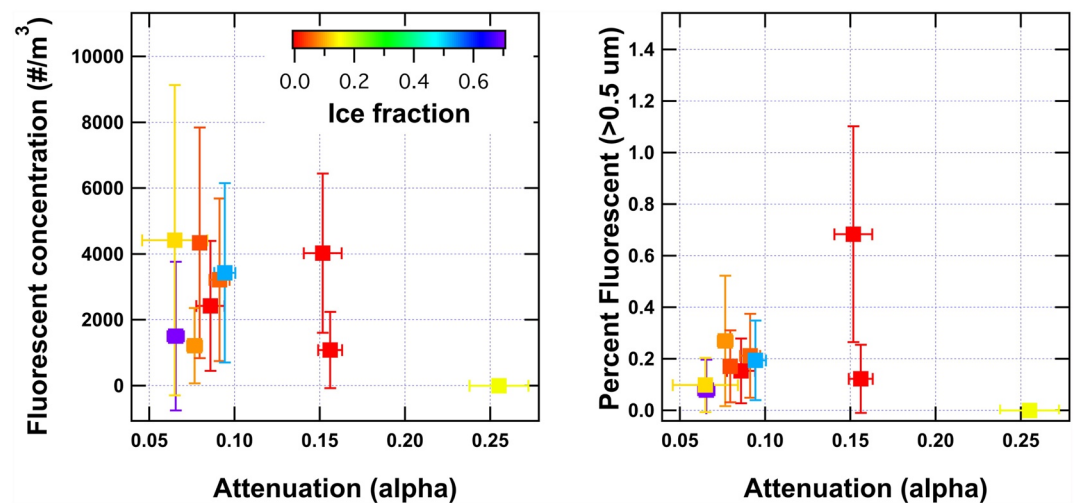 Fluorescent concentration (#/m³)
10000
8000
6000
4000
2000
0
0.0 0.2 0.4 0.6
Ice fraction
0.05 0.10 0.15 0.20 0.25
Attenuation (alpha)
Percent Fluorescent (>0.5 um)
1.4
1.2
1.0
0.8
0.6
0.4
0.2
0.0
0.05 0.10 0.15 0.20 0.25
Attenuation (alpha)